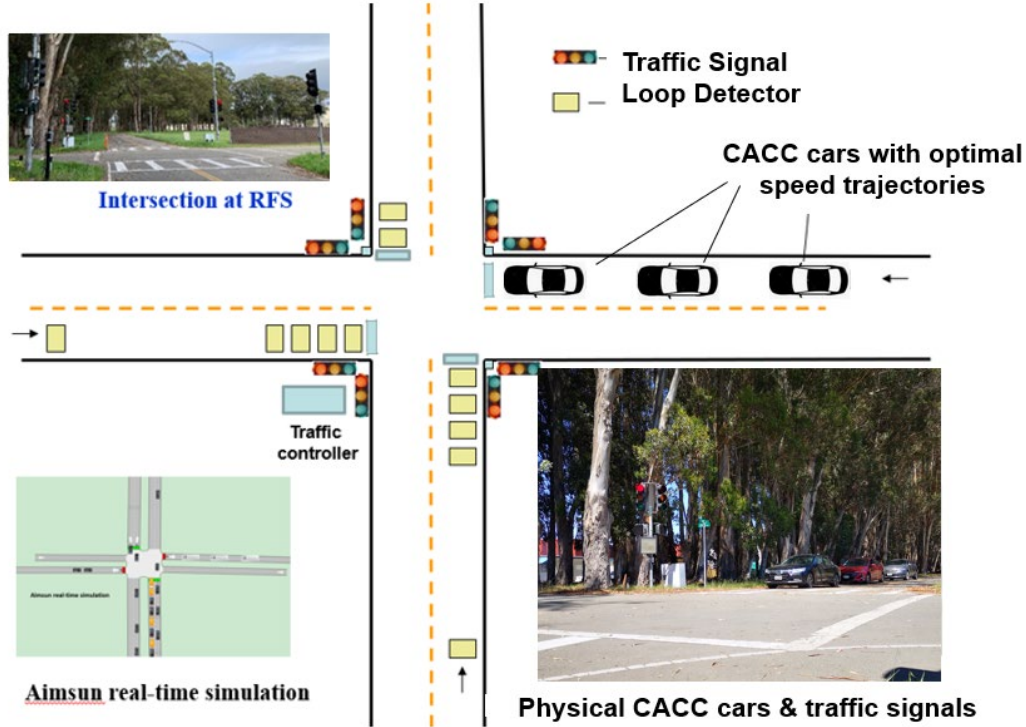 Traffic Signal
Loop Detector
CACC cars with optimal
speed trajectories
Intersection at RFS
Traffic
controller
Aimsun real-time simulation
Aimsun real-time simulation
Physical CACC cars & traffic signals